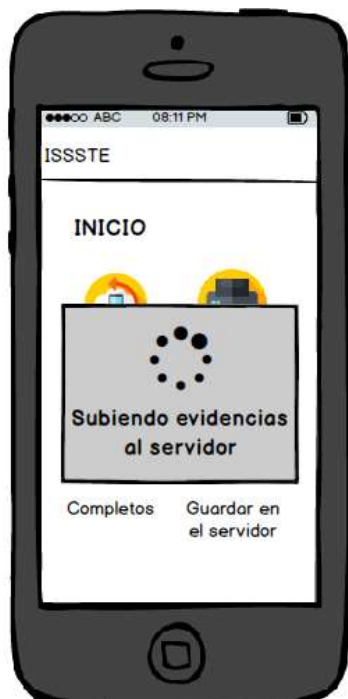 ABC 08:11 PM
ISSSTE
INICIO
Subiendo evidencias
al servidor
Completos Guardar en
el servidor